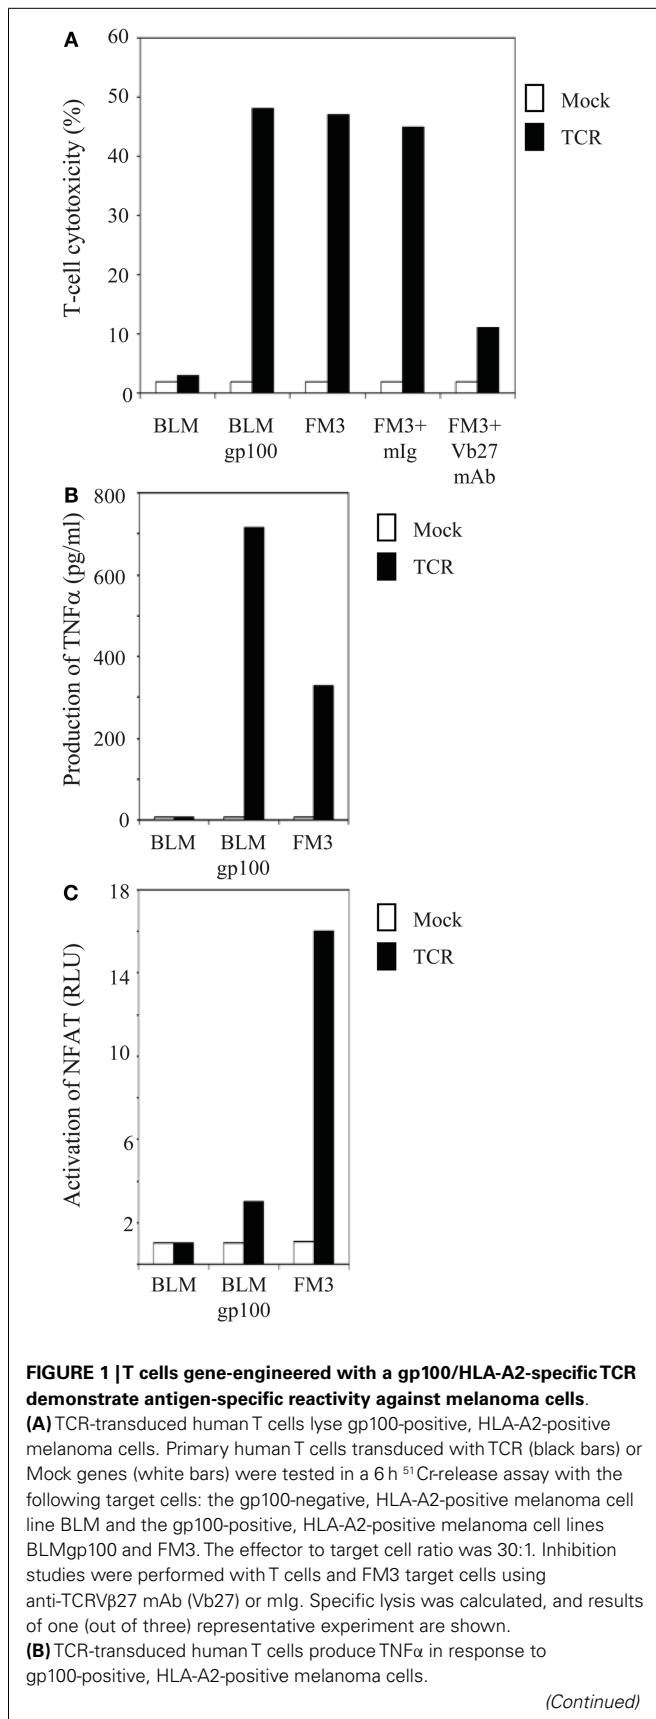 A
60
50
40
30
20
10
0
T-cell cytotoxicity (%)
Mock
TCR
BLM
BLM
gp100
FM3
FM3+
mIg
FM3+
Vb27
mAb
B
800
600
400
200
0
Production of TNFα (pg/ml)
Mock
TCR
BLM
BLM
gp100
FM3
C
18
14
10
6
2
Activation of NFAT (RLU)
Mock
TCR
BLM
BLM
gp100
FM3
FIGURE 1 | T cells gene-engineered with a gp100/HLA-A2-specific TCR
demonstrate antigen-specific reactivity against melanoma cells.
(A) TCR-transduced human T cells lyse gp100-positive, HLA-A2-positive
melanoma cells. Primary human T cells transduced with TCR (black bars) or
Mock genes (white bars) were tested in a 6 h ⁵¹Cr-release assay with the
following target cells: the gp100-negative, HLA-A2-positive melanoma cell
line BLM and the gp100-positive, HLA-A2-positive melanoma cell lines
BLMgp100 and FM3. The effector to target cell ratio was 30:1. Inhibition
studies were performed with T cells and FM3 target cells using
anti-TCRVβ27 mAb (Vb27) or mIg. Specific lysis was calculated, and results
of one (out of three) representative experiment are shown.
(B) TCR-transduced human T cells produce TNFα in response to
gp100-positive, HLA-A2-positive melanoma cells.
(Continued)